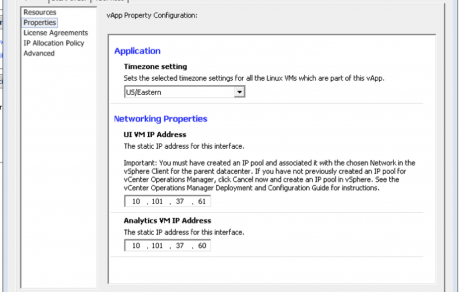 Resources
Properties
License Agreements
IP Allocation Policy
Advanced
vApp Property Configuration:
Application
Timezone setting
Sets the selected timezone settings for all the Linux VMs which are part of this vApp.
US/Eastern
Networking Properties
UI VM IP Address
The static IP address for this interface.
Important: You must have created an IP pool and associated it with the chosen Network in the
vSphere Client for the parent datacenter. If you have not previously created an IP pool for
vCenter Operations Manager, click Cancel now and create an IP pool in vSphere. See the
vCenter Operations Manager Deployment and Configuration Guide for instructions.
10 . 101 . 37 . 61
Analytics VM IP Address
The static IP address for this interface.
10 . 101 . 37 . 60